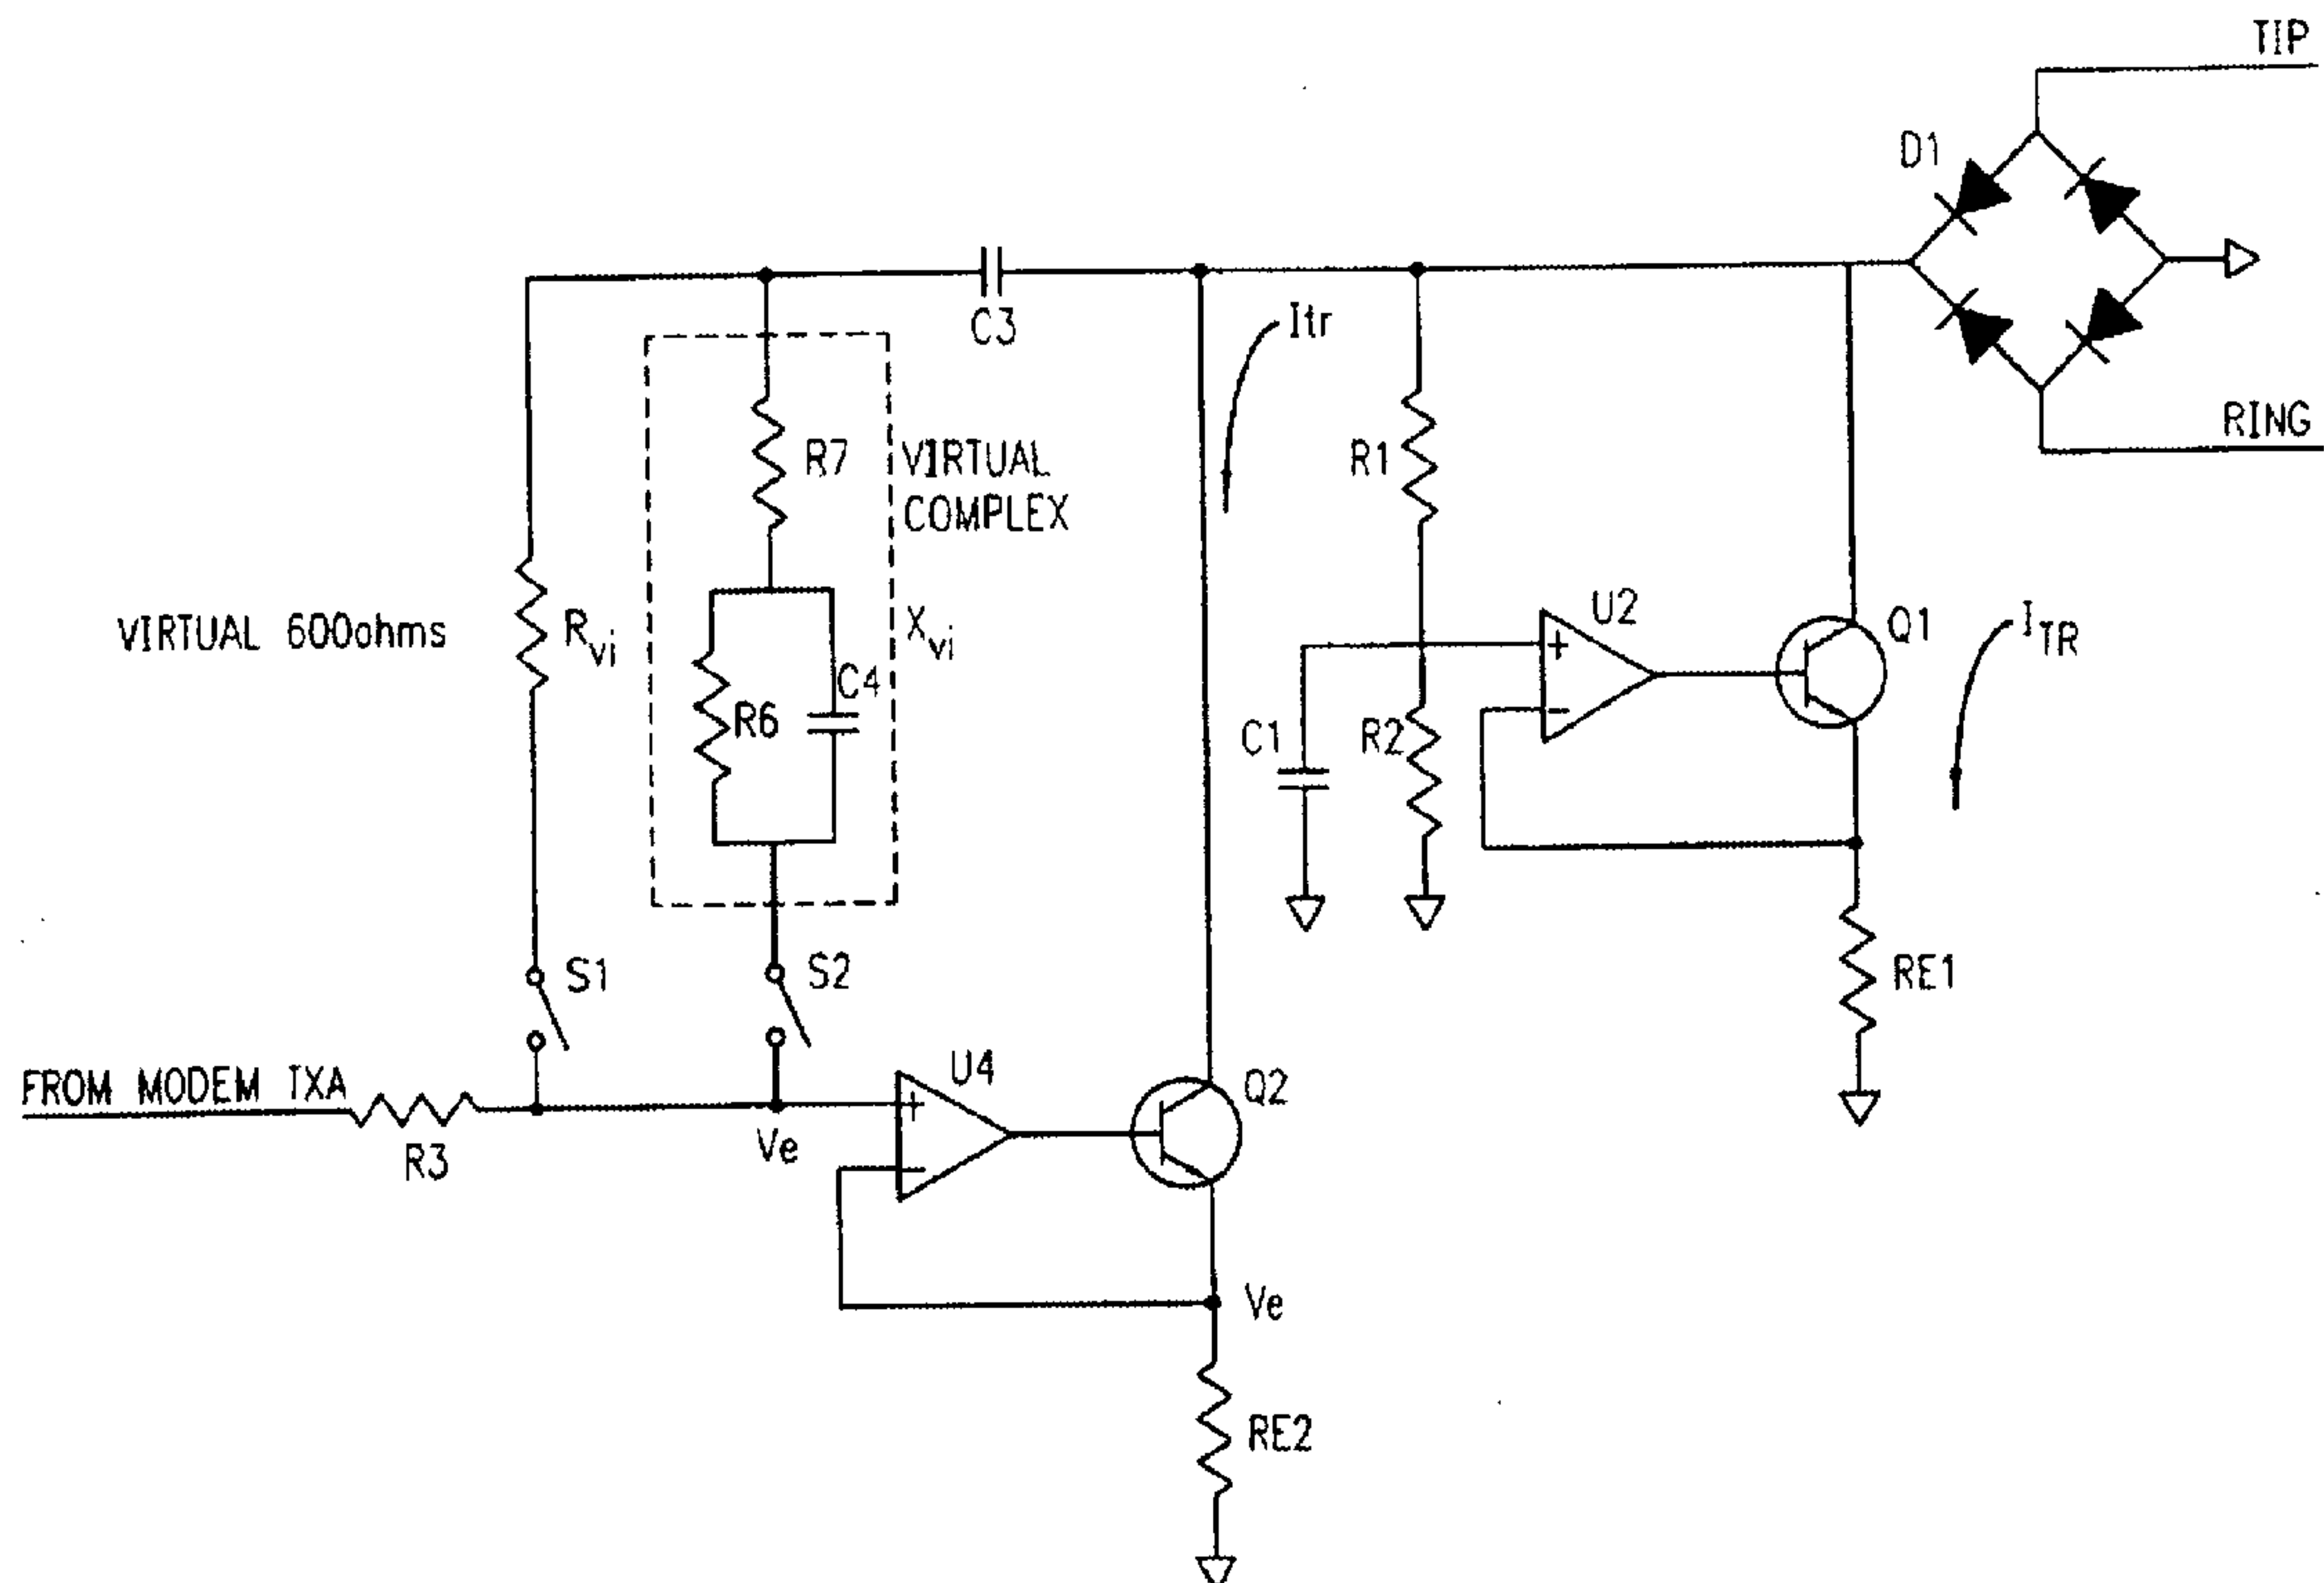 TIP
D1
C3
Itr
RING
R7
VIRTUAL
COMPLEX
R1
VIRTUAL 600ohms
Rvi
Xvi
U2
Q1
ITR
C4
R6
C1
R2
+
-
S1
S2
RE1
FROM MODEM TXA
U4
Q2
R3
Ve
+
-
Ve
RE2